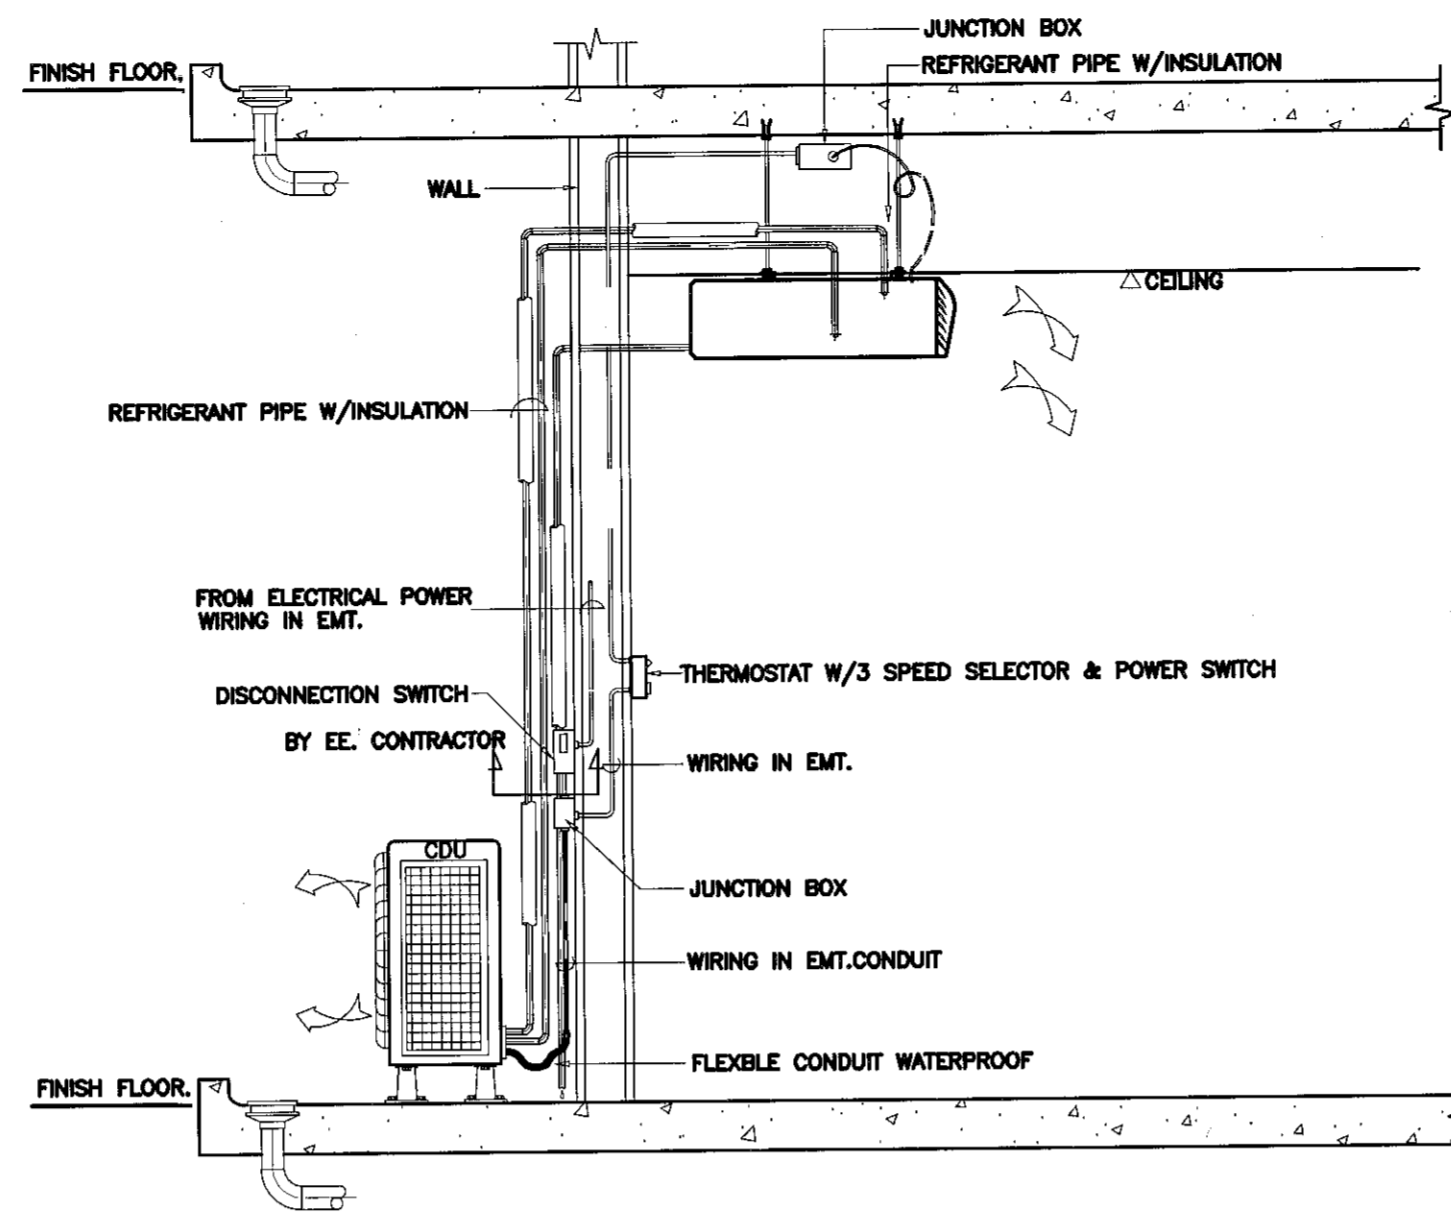 JUNCTION BOX
REFRIGERANT PIPE W/INSULATION
FINISH FLOOR.
WALL
CEILING
REFRIGERANT PIPE W/INSULATION
FROM ELECTRICAL POWER
WIRING IN EMT.
THERMOSTAT W/3 SPEED SELECTOR & POWER SWITCH
DISCONNECTION SWITCH
BY EE. CONTRACTOR
WIRING IN EMT.
CDU
JUNCTION BOX
WIRING IN EMT.CONDUIT
FLEXBLE CONDUIT WATERPROOF
FINISH FLOOR.